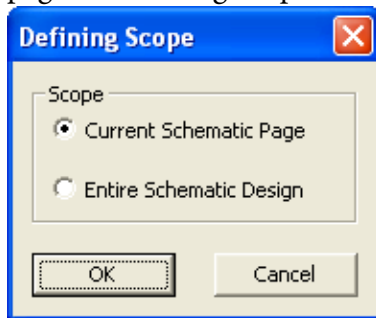 Defining Scope
Scope
Current Schematic Page
Entire Schematic Design
OK
Cancel